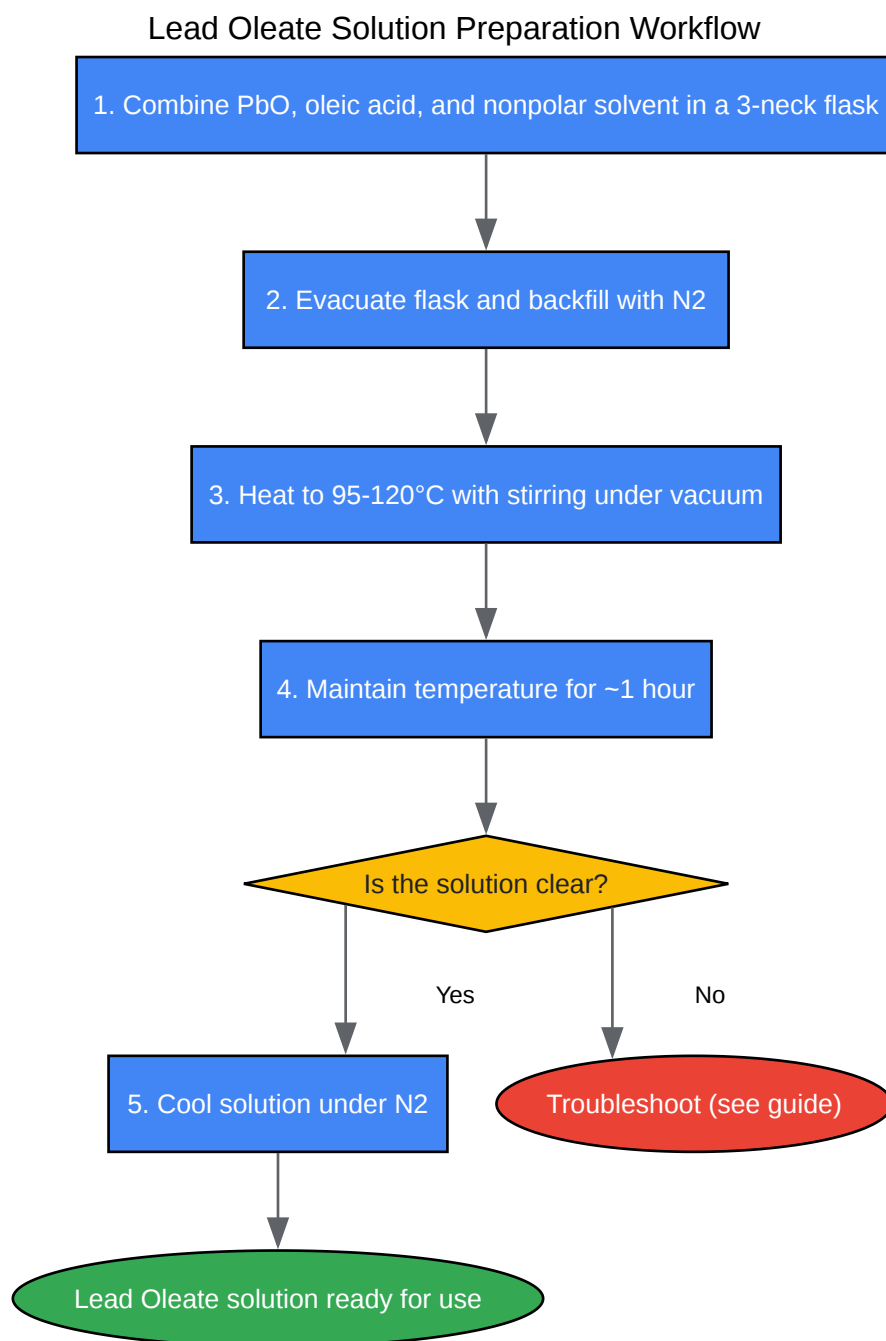 Lead Oleate Solution Preparation Workflow
1. Combine PbO, oleic acid, and nonpolar solvent in a 3-neck flask
2. Evacuate flask and backfill with N2
3. Heat to 95-120°C with stirring under vacuum
4. Maintain temperature for ~1 hour
Is the solution clear?
Yes
No
5. Cool solution under N2
Troubleshoot (see guide)
Lead Oleate solution ready for use